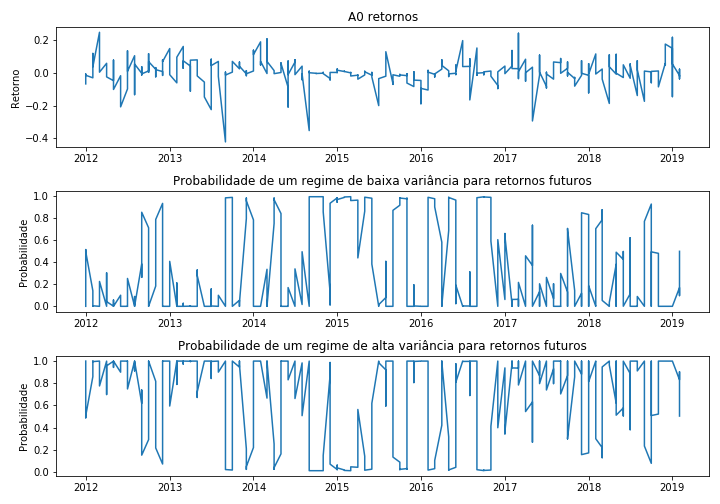 A0 retornos
Retorno
0.2
0.0
−0.2
−0.4
2012 2013 2014 2015 2016 2017 2018 2019
Probabilidade de um regime de baixa variância para retornos futuros
Probabilidade
1.0
0.8
0.6
0.4
0.2
0.0
2012 2013 2014 2015 2016 2017 2018 2019
Probabilidade de um regime de alta variância para retornos futuros
Probabilidade
1.0
0.8
0.6
0.4
0.2
0.0
2012 2013 2014 2015 2016 2017 2018 2019